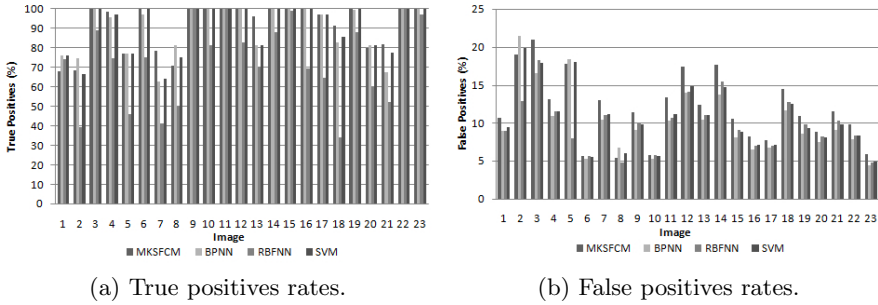 True Positives (%)
100
90
80
70
60
50
40
30
20
10
0
1 2 3 4 5 6 7 8 9 10 11 12 13 14 15 16 17 18 19 20 21 22 23
Image
MKSFCM BPNN RBFNN SVM
(a) True positives rates.
False Positives (%)
25
20
15
10
5
0
1 2 3 4 5 6 7 8 9 10 11 12 13 14 15 16 17 18 19 20 21 22 23
Image
MKSFCM BPNN RBFNN SVM
(b) False positives rates.